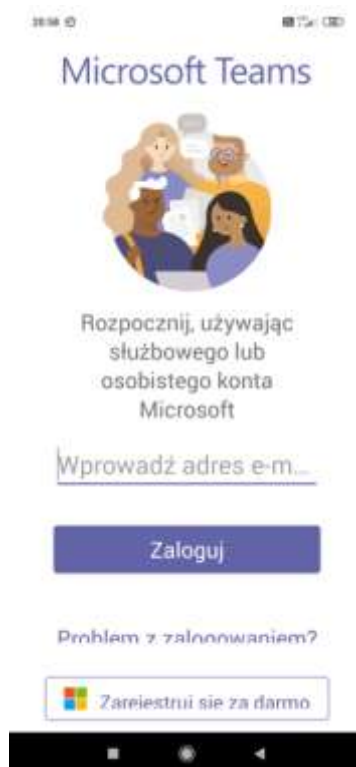 Microsoft Teams
Rozpocznij, używając
służbowego lub
osobistego konta
Microsoft
Wprowadź adres e-m...
Zaloguj
Problem z zalogowaniem?
Zarejestruj się za darmo